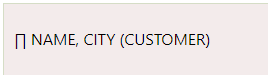 ∏ NAME, CITY (CUSTOMER)